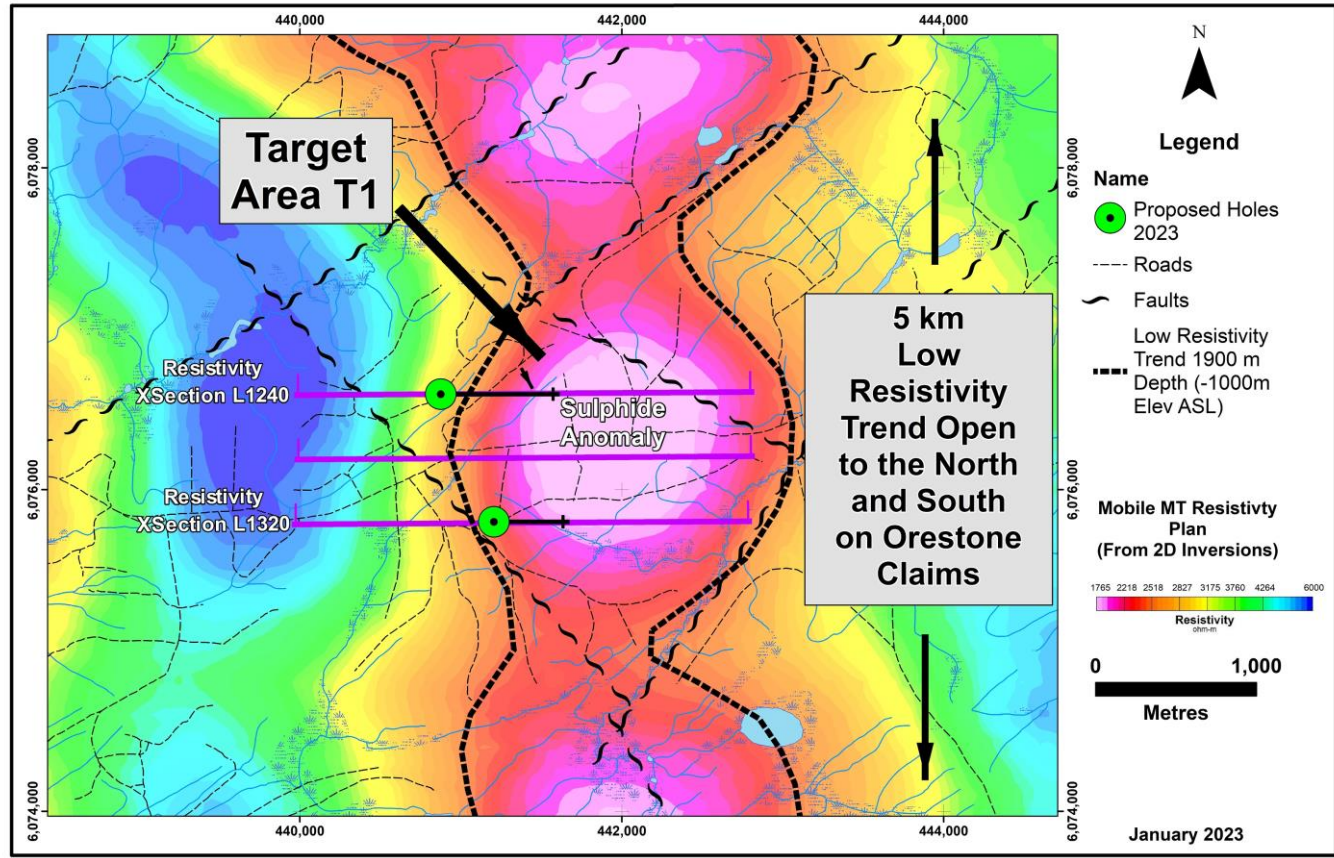 440,000
442,000
444,000
6,078,000
6,076,000
6,074,000
Target
Area T1
Resistivity
XSection L1240
Sulphide
Anomaly
Resistivity
XSection L1320
5 km
Low
Resistivity
Trend Open
to the North
and South
on Orestone
Claims
6,078,000
6,076,000
6,074,000
440,000
442,000
444,000
N
Legend
Name
Proposed Holes
2023
Roads
Faults
Low Resistivity
Trend 1900 m
Depth (-1000m
Elev ASL)
Mobile MT Resistivty
Plan
(From 2D Inversions)
1765 2218 2518 2827 3175 3760 4264 6000
Resistivity
ohm-m
0 1,000
Metres
January 2023